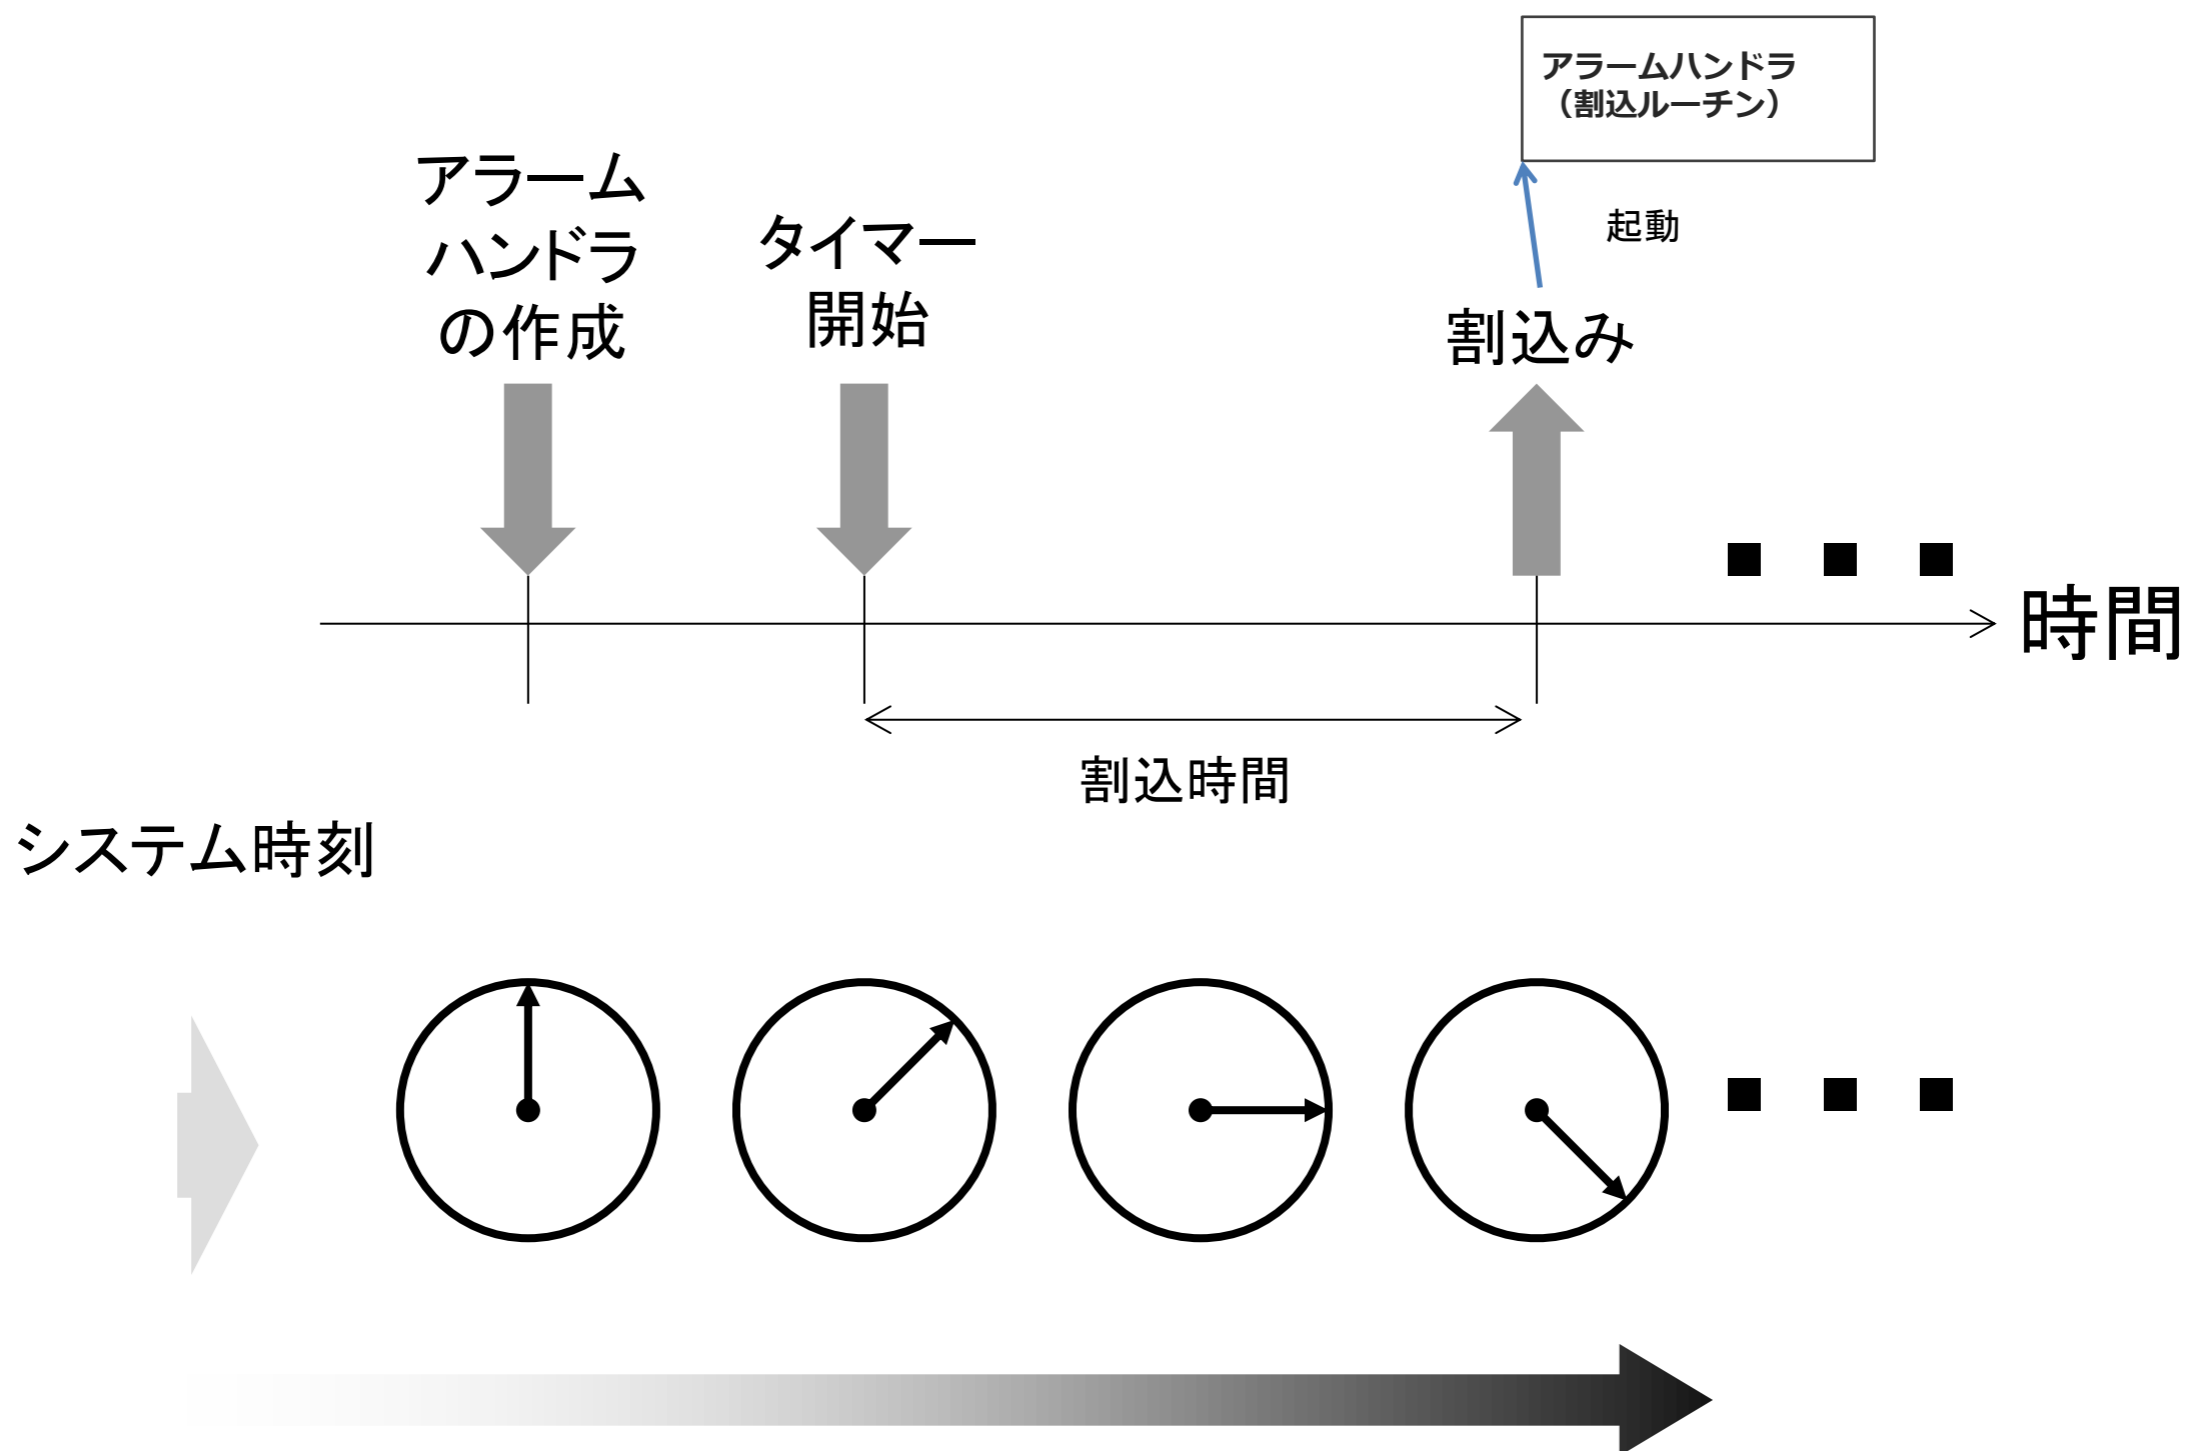 アラームハンドラ
（割込ルーチン）
アラーム
ハンドラ
の作成
タイマー
開始
起動
割込み
時間
割込時間
システム時刻